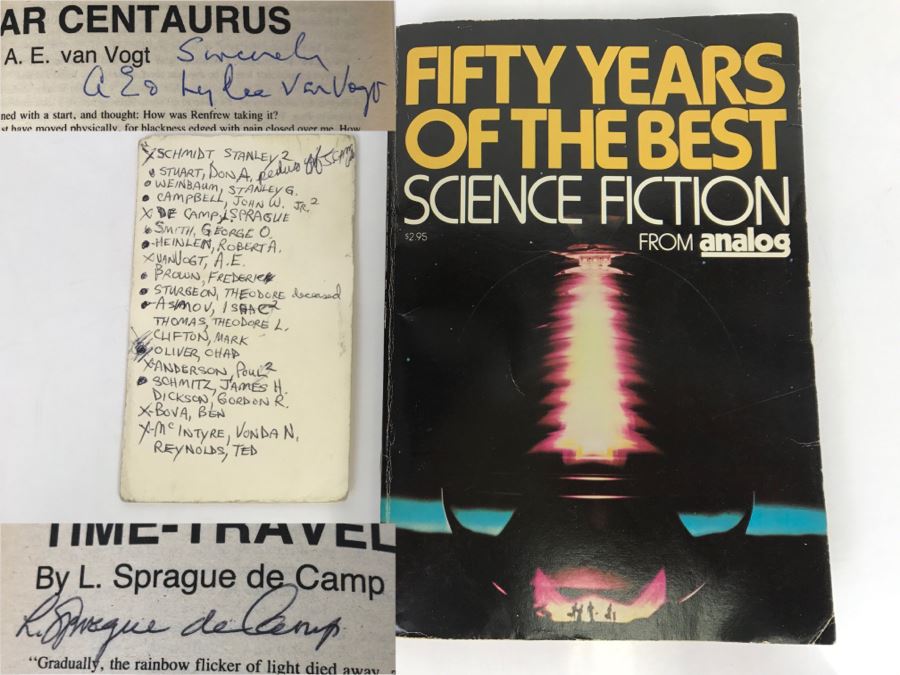 AR CENTAURUS
A. E. van Vogt Sincerely
A E Van Vogt
ned with a start, and thought: How was Renfrew taking it?
st have moved physically, for blackness edged with pain closed over me. How
X SCHMIDT STANLEY 2
STUART, DON A.
WEINBAUM, STANLEY G.
CAMPBELL, JOHN W. JR. 2
X DE CAMP, SPRAGUE
SMITH, GEORGE O.
HEINLEN, ROBERT A.
X VANVOGT, A.E.
BROWN, FREDERICK
STURGEON, THEODORE deceased
ASIMOV, ISAAC 2
THOMAS, THEODORE L.
CLIFTON, MARK
OLIVER, CHAD
X ANDERSON, POUL 2
SCHMITZ, JAMES H.
DICKSON, GORDON R.
X-BOVA, BEN
X-McINTYRE, VONDA N.
REYNOLDS, TED
TIME-TRAVEL
By L. Sprague de Camp
L. Sprague de Camp
"Gradually, the rainbow flicker of light died away
FIFTY YEARS
OF THE BEST
SCIENCE FICTION
$2.95
FROM analog